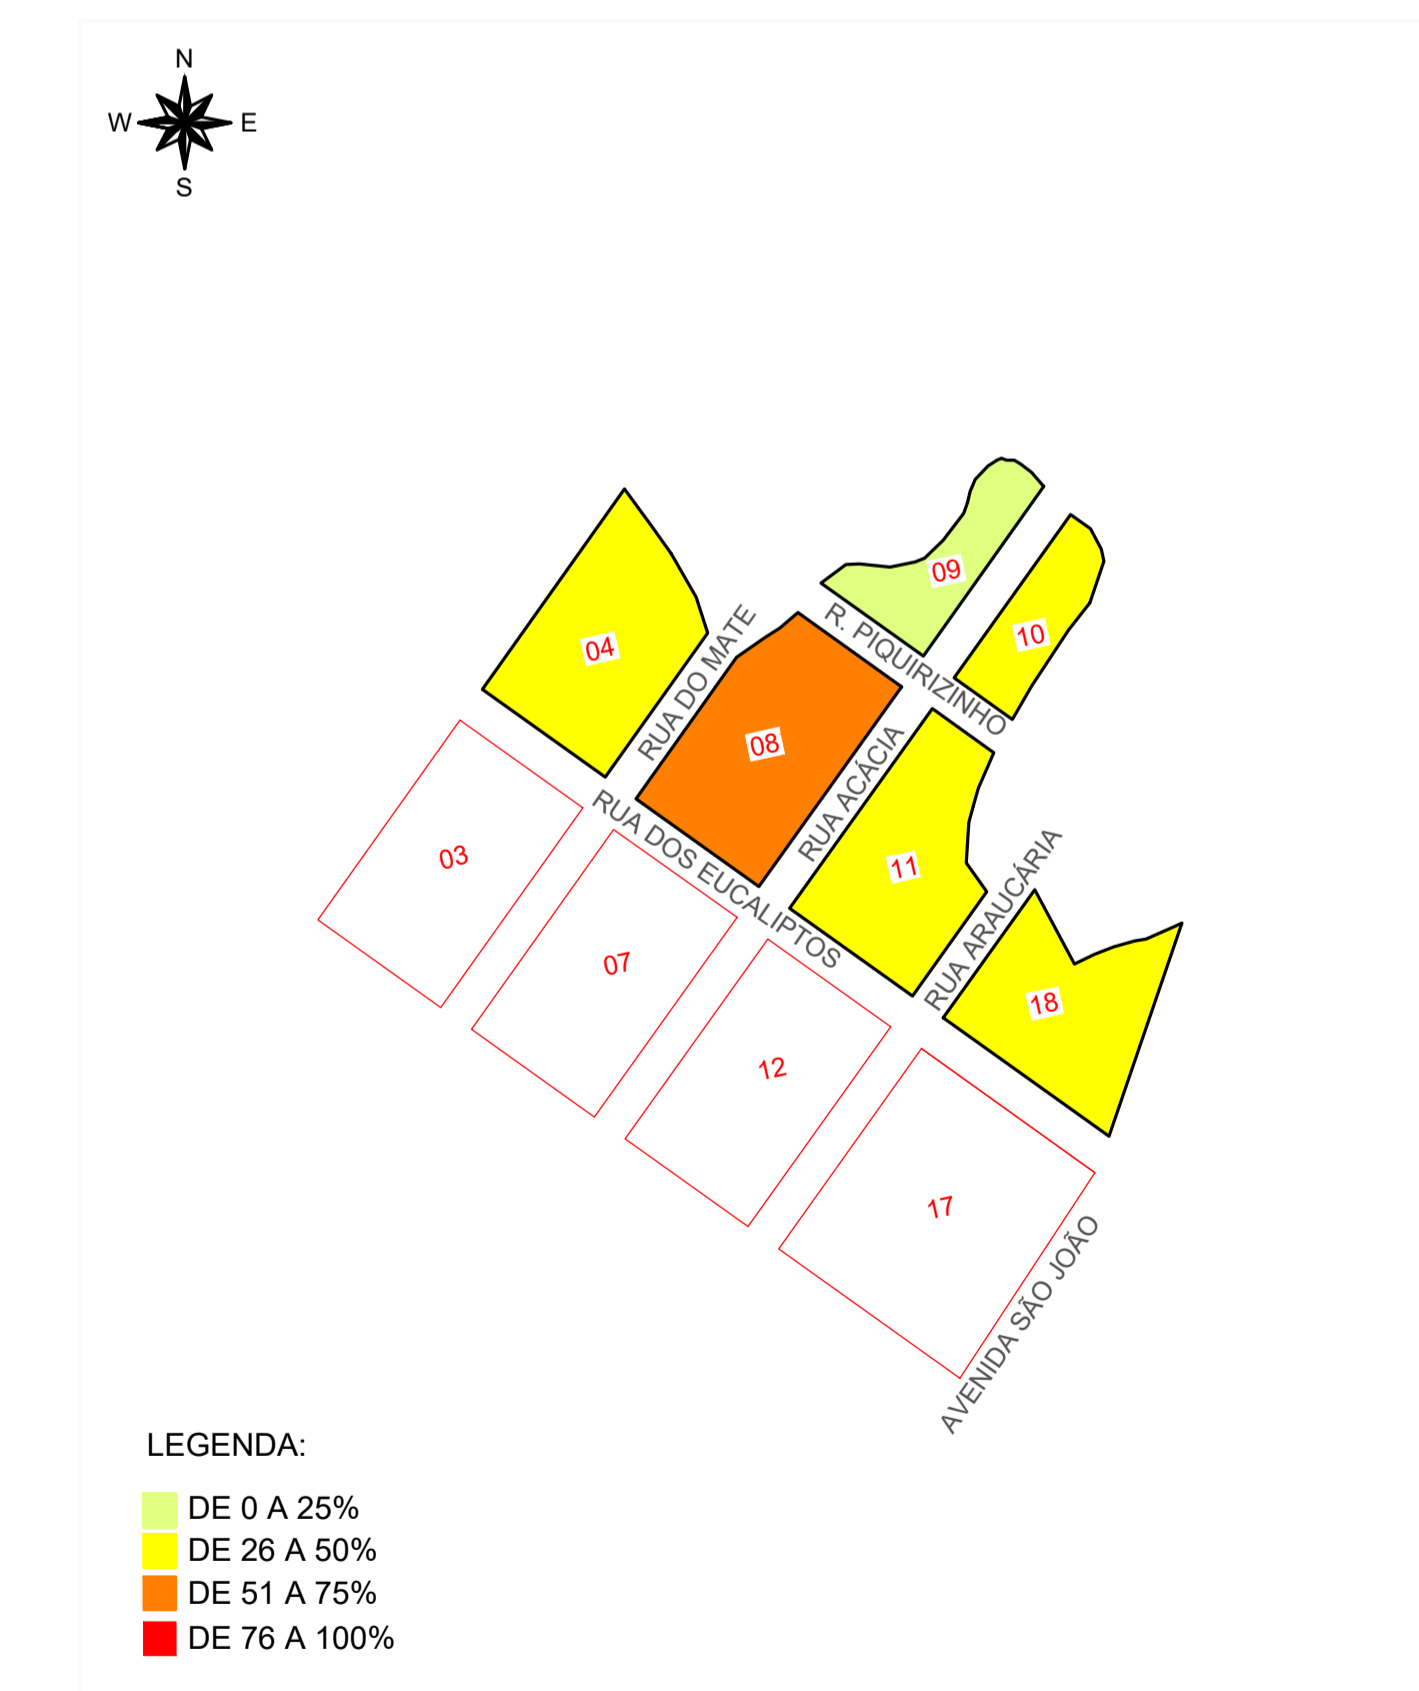 N
W
E
S
09
10
04
RUA DO MATE
R. PIQUIRIZINHO
08
RUA ACÁCIA
03
RUA DOS EUCALIPTOS
11
RUA ARAUCÁRIA
07
18
12
17
AVENIDA SÃO JOÃO
LEGENDA:
DE 0 A 25%
DE 26 A 50%
DE 51 A 75%
DE 76 A 100%